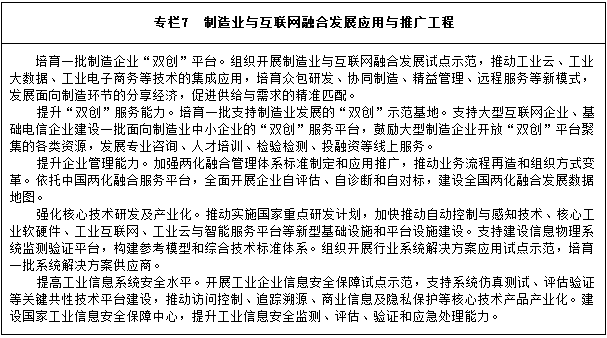 专栏7 制造业与互联网融合发展应用与推广工程
培育一批制造企业“双创”平台。组织开展制造业与互联网融合发展试点示范，推动工业云、工业
大数据、工业电子商务等技术的集成应用，培育众包研发、协同制造、精益管理、远程服务等新模式，
发展面向制造环节的分享经济，促进供给与需求的精准匹配。
提升“双创”服务能力。培育一批支持制造业发展的“双创”示范基地。支持大型互联网企业、基
础电信企业建设一批面向制造业中小企业的“双创”服务平台，鼓励大型制造企业开放“双创”平台聚
集的各类资源，发展专业咨询、人才培训、检验检测、投融资等线上服务。
提升企业管理能力。加强两化融合管理体系标准制定和应用推广，推动业务流程再造和组织方式变
革。依托中国两化融合服务平台，全面开展企业自评估、自诊断和自对标，建设全国两化融合发展数据
地图。
强化核心技术研发及产业化。推动实施国家重点研发计划，加快推动自动控制与感知技术、核心工
业软硬件、工业互联网、工业云与智能服务平台等新型基础设施和平台设施建设。支持建设信息物理系
统监测验证平台，构建参考模型和综合技术标准体系。组织开展行业系统解决方案应用试点示范，培育
一批系统解决方案供应商。
提高工业信息系统安全水平。开展工业企业信息安全保障试点示范，支持系统仿真测试、评估验证
等关键共性技术平台建设，推动访问控制、追踪溯源、商业信息及隐私保护等核心技术产品产业化。建
设国家工业信息安全保障中心，提升工业信息安全监测、评估、验证和应急处理能力。